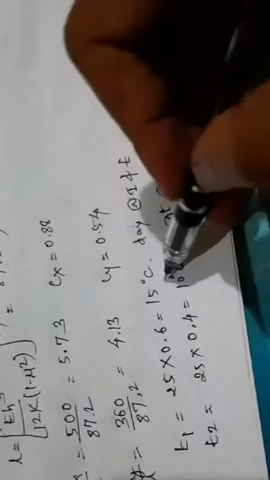 l = [Eh³ / 12K(1-μ²)]
= 500/87.2 = 5.73 Cx = 0.88
= 360/87.2 = 4.13 Cy = 0.54
day @ I & E
t1 = 25 X 0.6 = 15°C.
t2 = 25 X 0.4 = 10